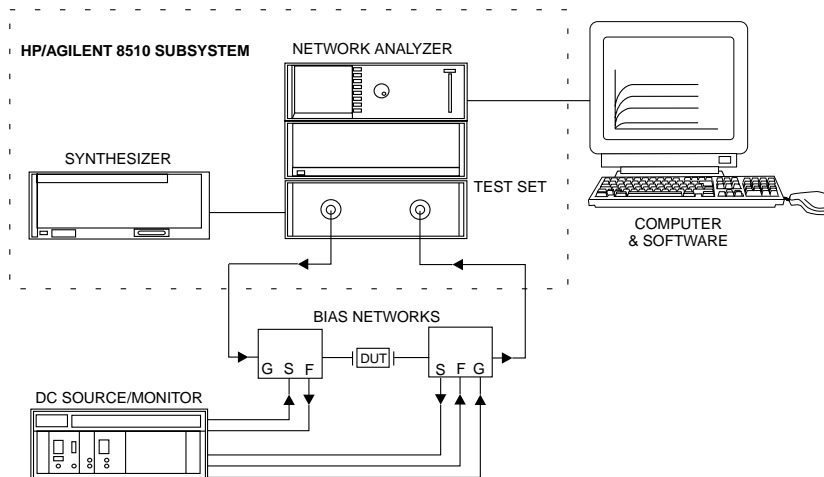 HP/AGILENT 8510 SUBSYSTEM
NETWORK ANALYZER
SYNTHESIZER
TEST SET
COMPUTER
& SOFTWARE
BIAS NETWORKS
DUT
G S F
S F G
DC SOURCE/MONITOR